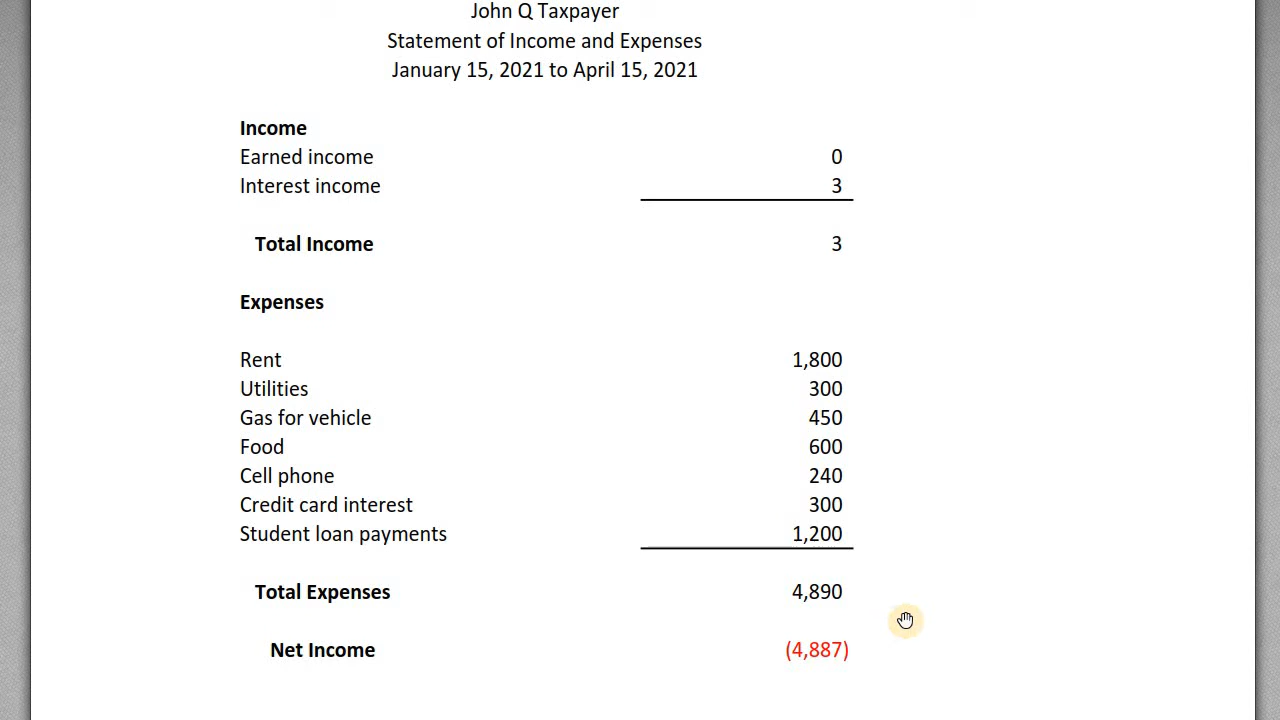 John Q Taxpayer
Statement of Income and Expenses
January 15, 2021 to April 15, 2021
Income
Earned income 0
Interest income 3
Total Income 3
Expenses
Rent 1,800
Utilities 300
Gas for vehicle 450
Food 600
Cell phone 240
Credit card interest 300
Student loan payments 1,200
Total Expenses 4,890
Net Income (4,887)